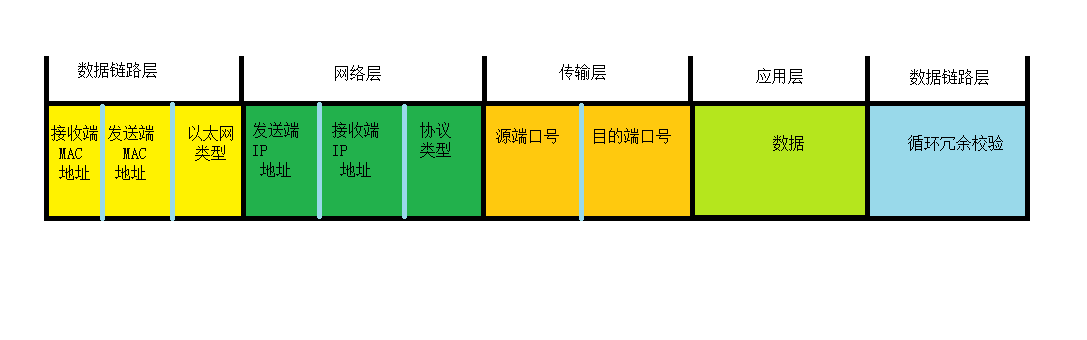 数据链路层
网络层
传输层
应用层
数据链路层
接收端
MAC
地址
发送端
MAC
地址
以太网
类型
发送端
IP
地址
接收端
IP
地址
协议
类型
源端口号
目的端口号
数据
循环冗余校验